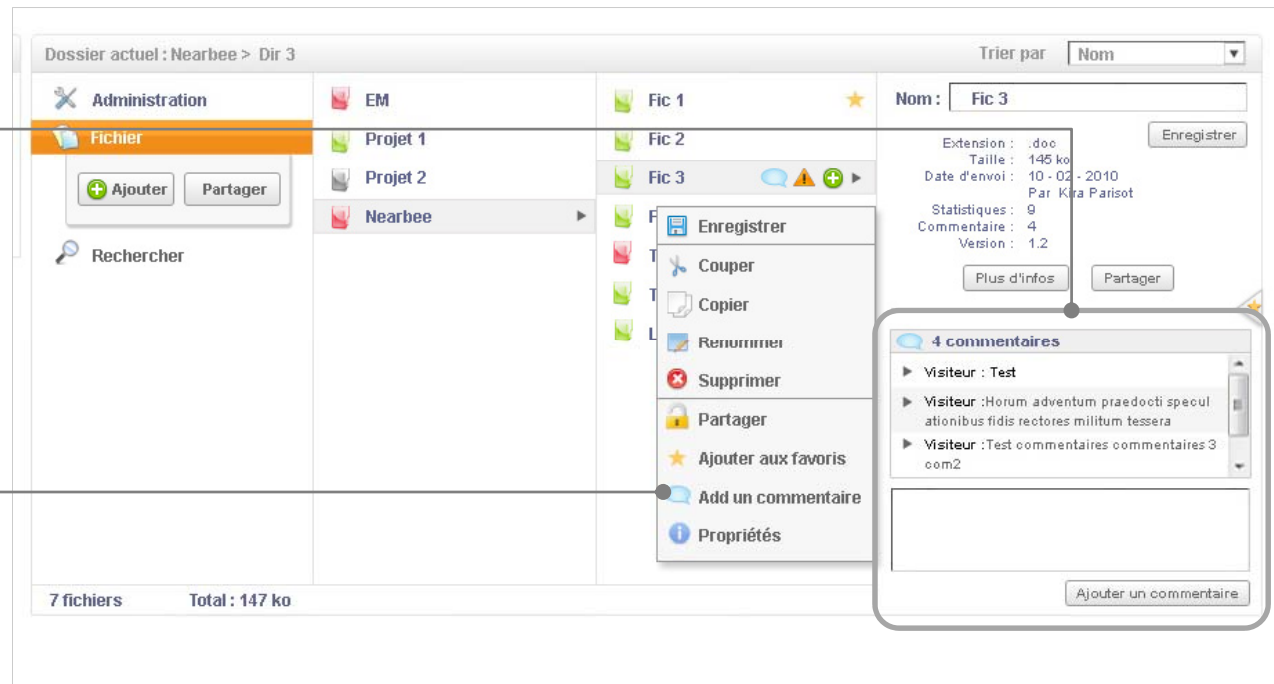 Dossier actuel : Nearbee > Dir 3
Trier par Nom
Administration
Fichier
Ajouter Partager
Rechercher
EM
Projet 1
Projet 2
Nearbee
Fic 1
Fic 2
Fic 3
F
T
T
L
Enregistrer
Couper
Copier
Renommer
Supprimer
Partager
Ajouter aux favoris
Add un commentaire
Propriétés
Nom : Fic 3
Enregistrer
Extension : .doc
Taille : 145 ko
Date d'envoi : 10 - 02 - 2010
Par Kira Parisot
Statistiques : 9
Commentaire : 4
Version : 1.2
Plus d'infos Partager
4 commentaires
Visiteur : Test
Visiteur :Horum adventum praedocti specul
ationibus fidis rectores militum tessera
Visiteur :Test commentaires commentaires 3
com2
Ajouter un commentaire
7 fichiers Total : 147 ko